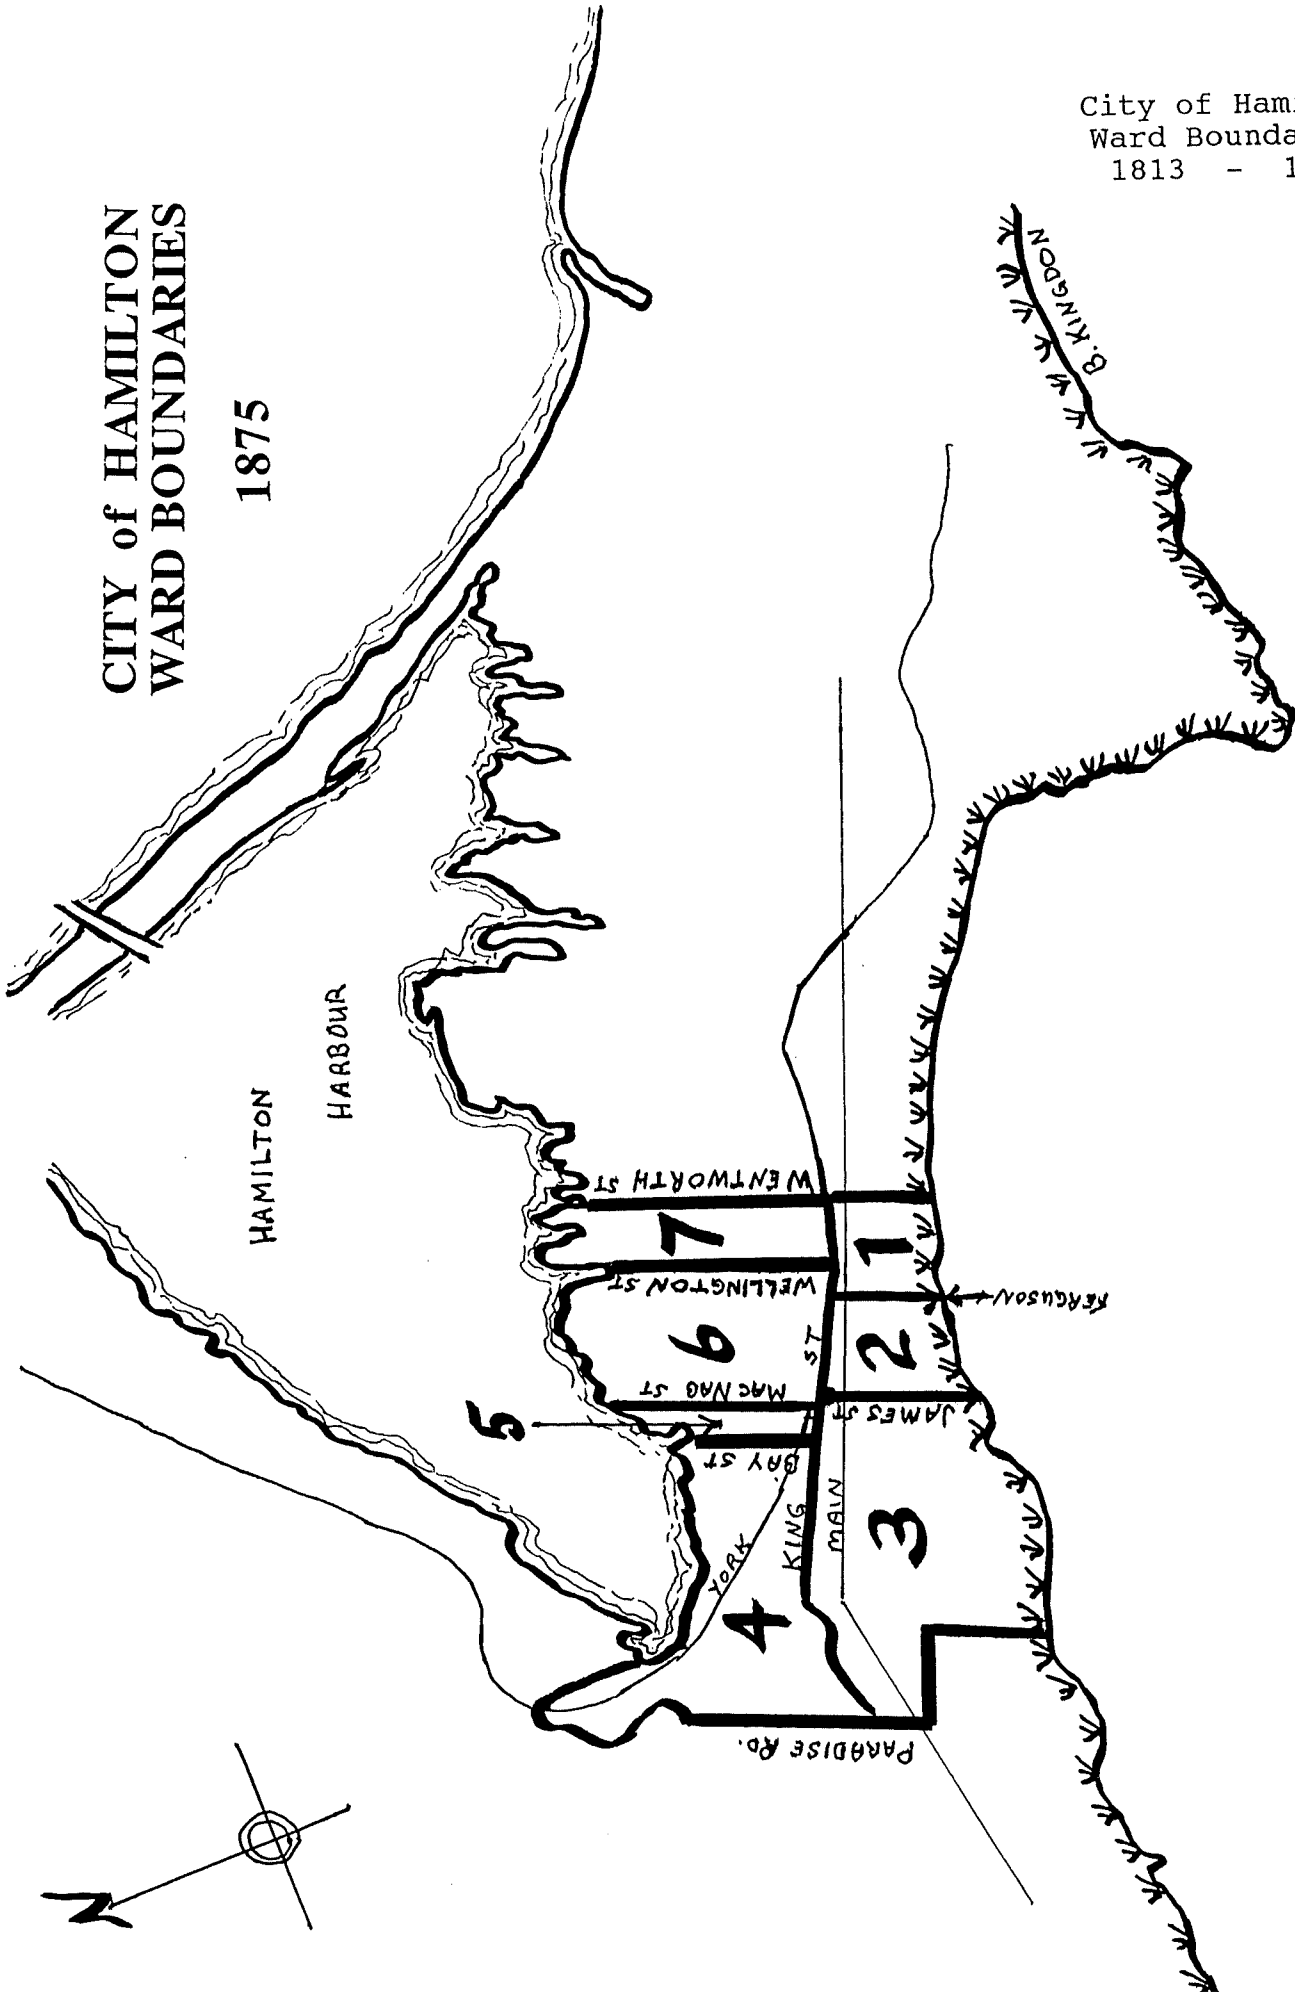 City of Ham
Ward Bounda
1813 - 1
CITY of HAMILTON
WARD BOUNDARIES
1875
HAMILTON
HARBOUR
B. KINGDON
N
WENTWORTH ST
7
1
WELLINGTON ST
FERGUSON
6
2
ST
MAC NAG ST
JAMES ST
5
BAY ST
YORK
KING
MAIN
3
4
PARADISE RD.